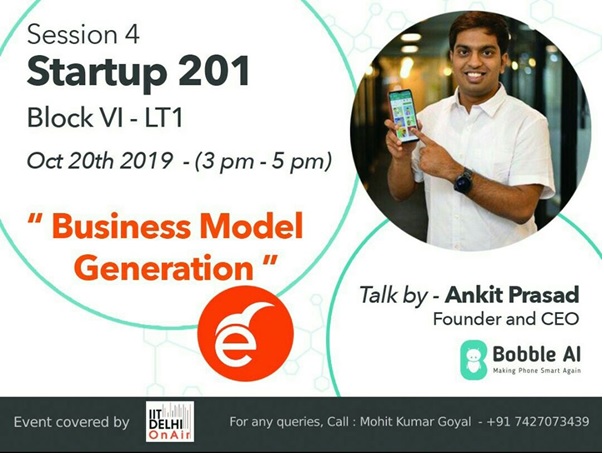 Session 4
Startup 201
Block VI - LT1
Oct 20th 2019 - (3 pm - 5 pm)
“ Business Model
Generation ”
e
Talk by - Ankit Prasad
Founder and CEO
Bobble AI
Making Phone Smart Again
Event covered by
IIT
DELHI
OnAir
For any queries, Call : Mohit Kumar Goyal - +91 7427073439